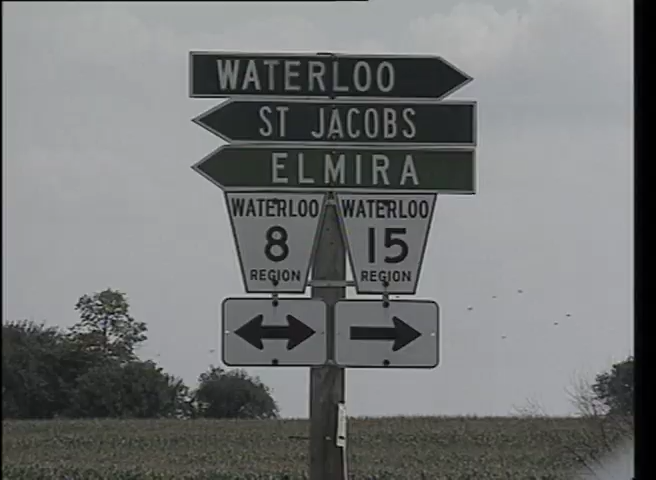 WATERLOO
ST JACOBS
ELMIRA
WATERLOO
8
REGION
WATERLOO
15
REGION